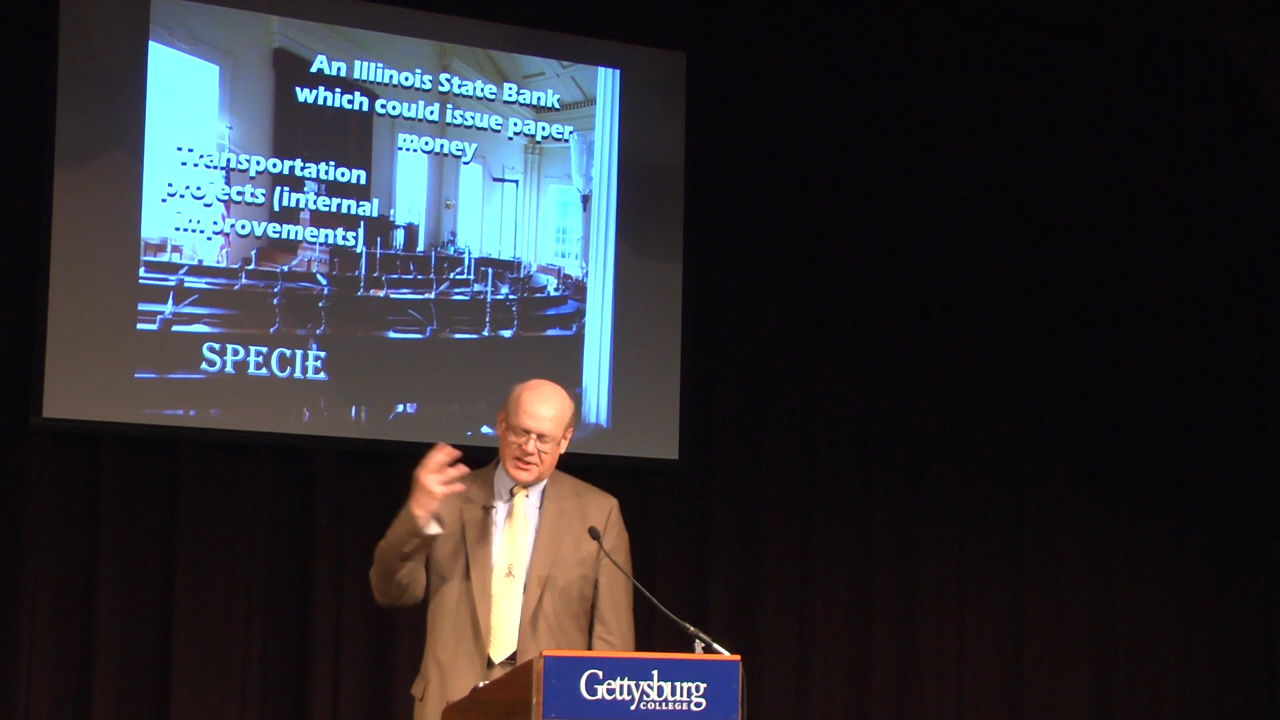 An Illinois State Bank
which could issue paper
money
Transportation
projects (internal
improvements)
SPECIE
Gettysburg
COLLEGE